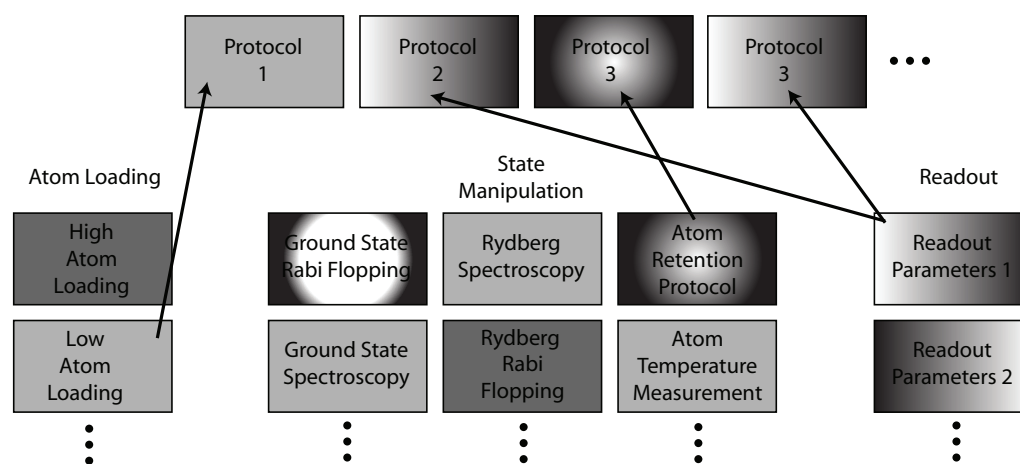 Protocol
1
Protocol
2
Protocol
3
Protocol
3
Atom Loading
State
Manipulation
Readout
High
Atom
Loading
Ground State
Rabi Flopping
Rydberg
Spectroscopy
Atom
Retention
Protocol
Readout
Parameters 1
Low
Atom
Loading
Ground State
Spectroscopy
Rydberg
Rabi
Flopping
Atom
Temperature
Measurement
Readout
Parameters 2